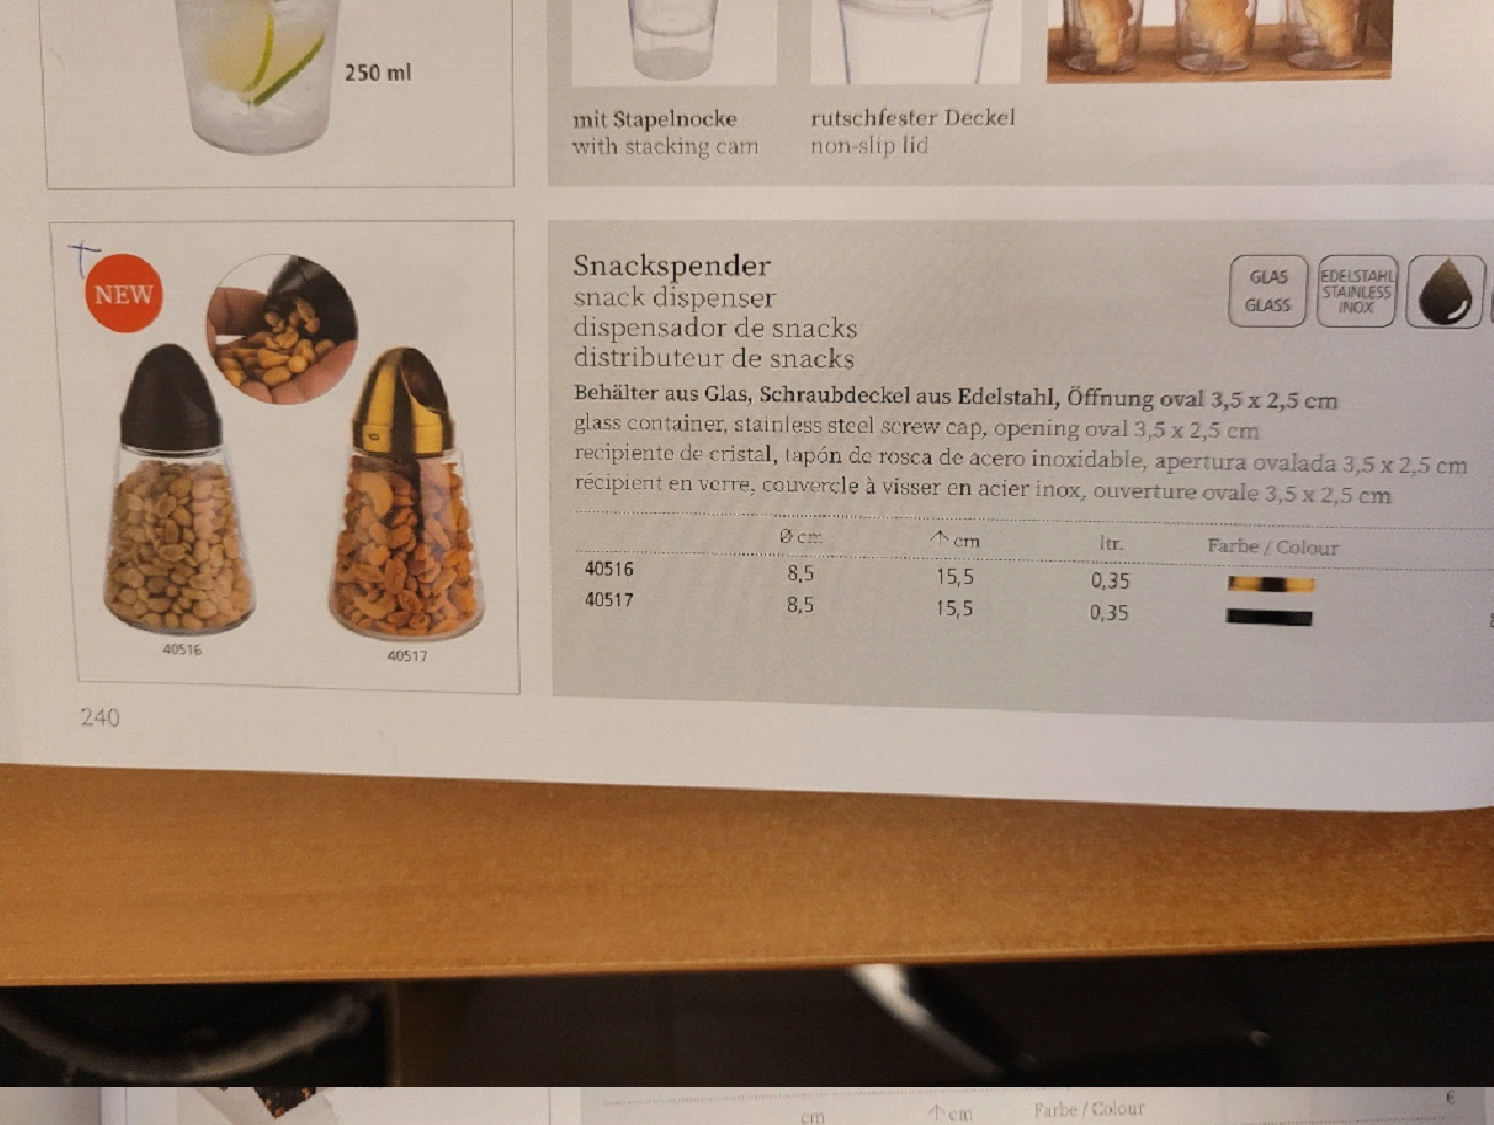 250 ml
mit Stapelnocke
with stacking cam
rutschfester Deckel
non-slip lid
NEW
40516
40517
Snackspender
snack dispenser
dispensador de snacks
distributeur de snacks
GLAS
GLASS
EDELSTAHL
STAINLESS
INOX
Behälter aus Glas, Schraubdeckel aus Edelstahl, Öffnung oval 3,5 x 2,5 cm
glass container, stainless steel screw cap, opening oval 3,5 x 2,5 cm
recipiente de cristal, tapón de rosca de acero inoxidable, apertura ovalada 3,5 x 2,5 cm
récipient en verre, couvercle à visser en acier inox, ouverture ovale 3,5 x 2,5 cm
Ø cm ↑ cm ltr. Farbe / Colour
40516 8,5 15,5 0,35
40517 8,5 15,5 0,35
240
cm ↑ cm Farbe / Colour €